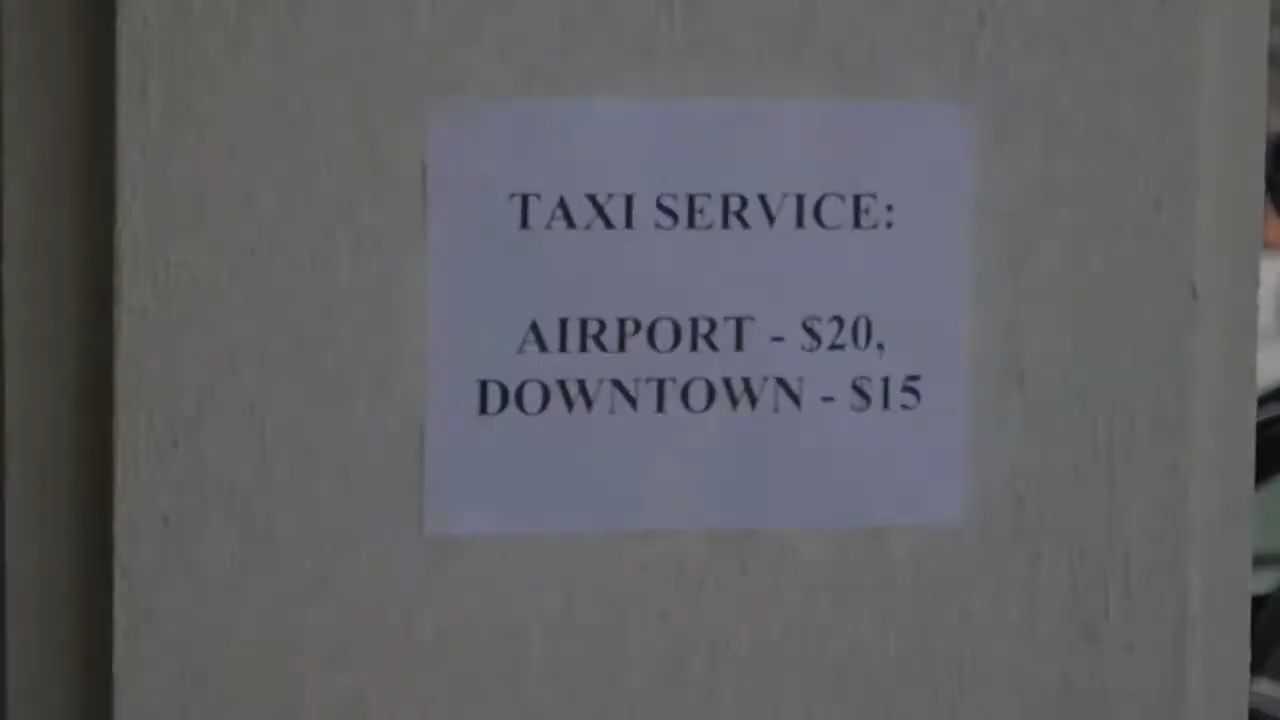 TAXI SERVICE:
AIRPORT - $20,
DOWNTOWN - $15